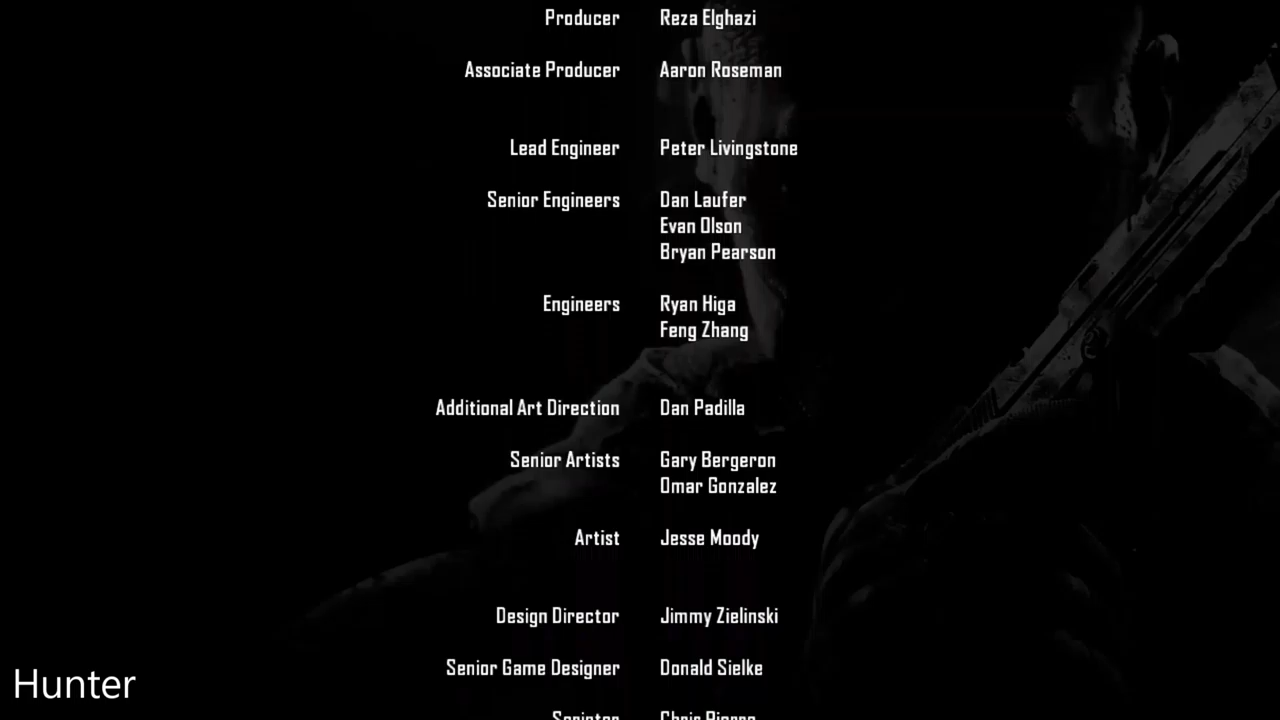 Producer Reza Elghazi
Associate Producer Aaron Roseman
Lead Engineer Peter Livingstone
Senior Engineers Dan Laufer
Evan Olson
Bryan Pearson
Engineers Ryan Higa
Feng Zhang
Additional Art Direction Dan Padilla
Senior Artists Gary Bergeron
Omar Gonzalez
Artist Jesse Moody
Design Director Jimmy Zielinski
Senior Game Designer Donald Sielke
Hunter